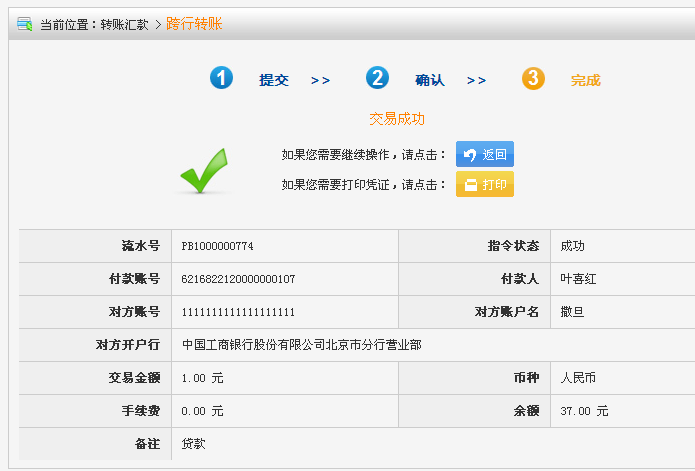 当前位置：转账汇款 > 跨行转账
1 提交 >> 2 确认 >> 3 完成
交易成功
如果您需要继续操作，请点击： 返回
如果您需要打印凭证，请点击： 打印
流水号 PB1000000774 指令状态 成功
付款账号 6216822120000000107 付款人 叶喜红
对方账号 1111111111111111111 对方账户名 撒旦
对方开户行 中国工商银行股份有限公司北京市分行营业部
交易金额 1.00 元 币种 人民币
手续费 0.00 元 余额 37.00 元
备注 贷款